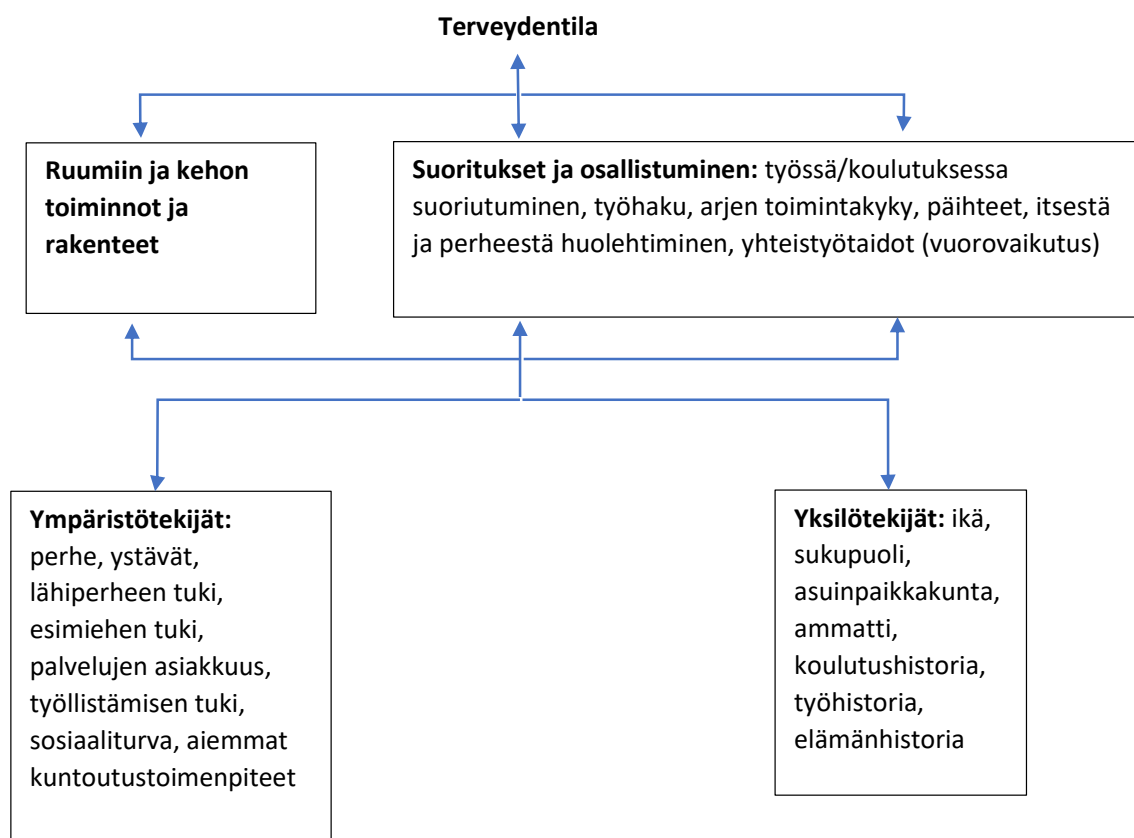 Terveydentila
Ruumiin ja kehon
toiminnot ja
rakenteet
Suoritukset ja osallistuminen: työssä/koulutuksessa
suoriutuminen, työhaku, arjen toimintakyky, päihteet, itsestä
ja perheestä huolehtiminen, yhteistyötaidot (vuorovaikutus)
Ympäristötekijät:
perhe, ystävät,
lähiperheen tuki,
esimiehen tuki,
palvelujen asiakkuus,
työllistämisen tuki,
sosiaaliturva, aiemmat
kuntoutustoimenpiteet
Yksilötekijät: ikä,
sukupuoli,
asuinpaikkakunta,
ammatti,
koulutushistoria,
työhistoria,
elämänhistoria